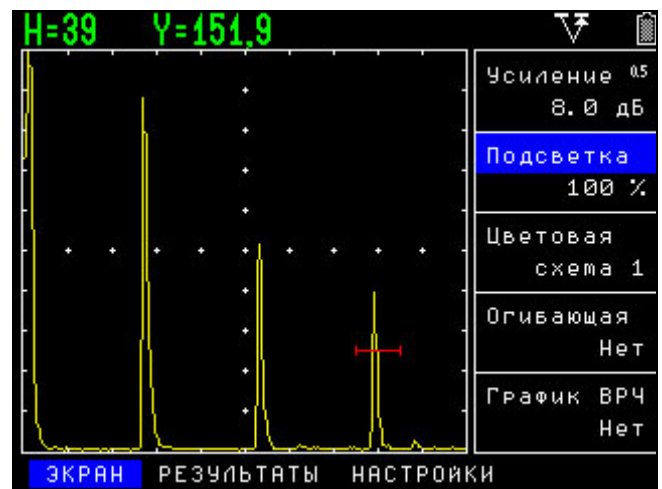 H=39 Y=151,9
Усиление 0.5
8.0 дБ
Подсветка
100 %
Цветовая
схема 1
Огибающая
Нет
График ВРЧ
Нет
ЭКРАН РЕЗУЛЬТАТЫ НАСТРОЙКИ